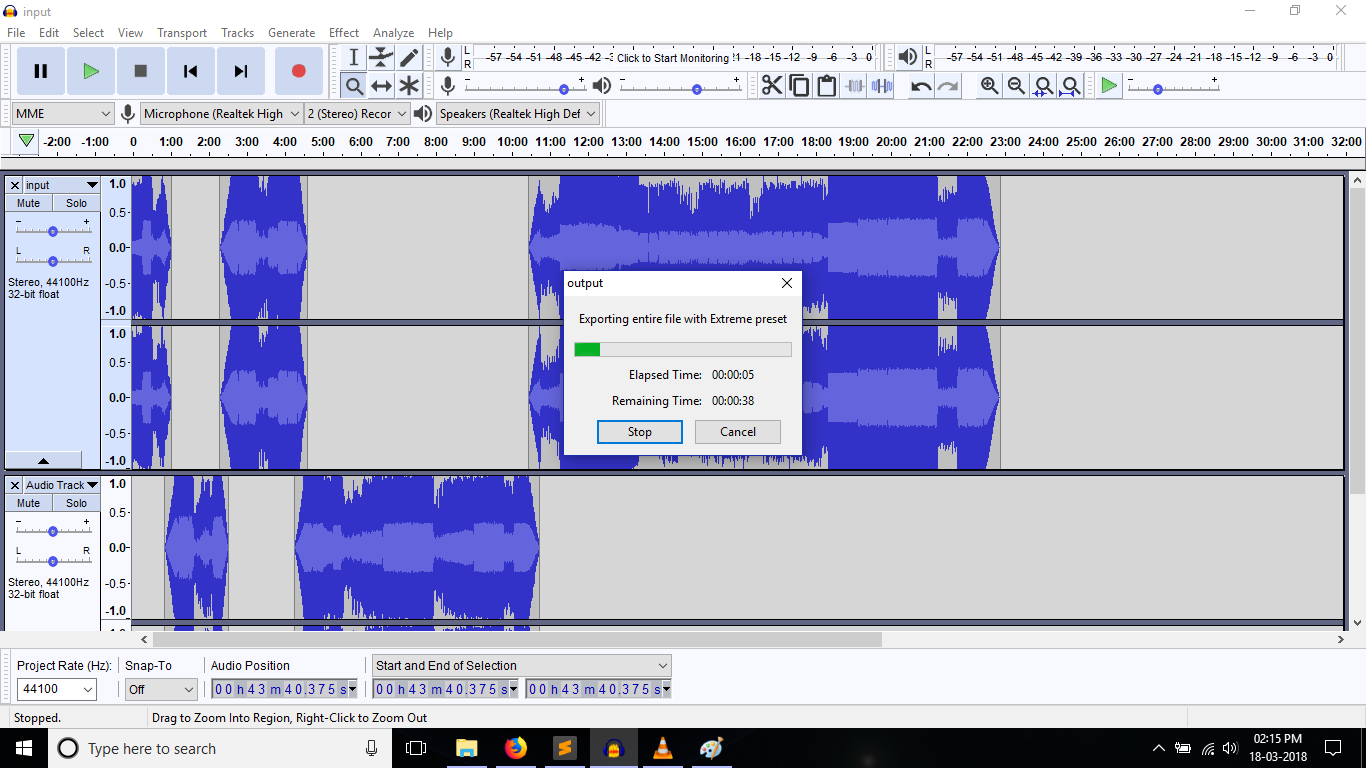 input
File Edit Select View Transport Tracks Generate Effect Analyze Help
L R -57 -54 -51 -48 -45 -42 -3 Click to Start Monitoring !1 -18 -15 -12 -9 -6 -3 0 L R -57 -54 -51 -48 -45 -42 -39 -36 -33 -30 -27 -24 -21 -18 -15 -12 -9 -6 -3 0
- + - + - +
MME Microphone (Realtek High 2 (Stereo) Recor Speakers (Realtek High Def
-2:00 -1:00 0 1:00 2:00 3:00 4:00 5:00 6:00 7:00 8:00 9:00 10:00 11:00 12:00 13:00 14:00 15:00 16:00 17:00 18:00 19:00 20:00 21:00 22:00 23:00 24:00 25:00 26:00 27:00 28:00 29:00 30:00 31:00 32:00
input 1.0
Mute Solo
- + 0.5-
L R 0.0-
Stereo, 44100Hz -0.5-
32-bit float
-1.0
1.0
0.5-
0.0-
-0.5-
-1.0
output
Exporting entire file with Extreme preset
Elapsed Time: 00:00:05
Remaining Time: 00:00:38
Stop Cancel
Audio Track 1.0
Mute Solo
- + 0.5-
L R 0.0-
Stereo, 44100Hz -0.5-
32-bit float
-1.0
Project Rate (Hz): Snap-To Audio Position Start and End of Selection
44100 Off 00 h 43 m 40.375 s 00 h 43 m 40.375 s 00 h 43 m 40.375 s
Stopped. Drag to Zoom Into Region, Right-Click to Zoom Out
Type here to search 02:15 PM
18-03-2018